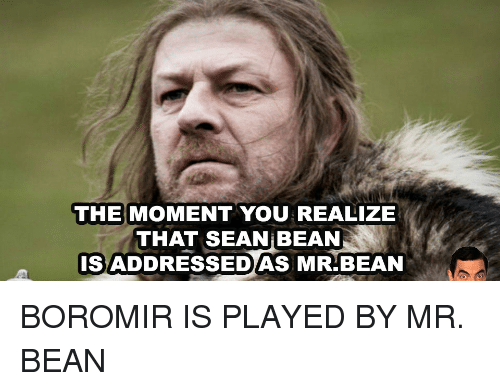 THE MOMENT YOU REALIZE
THAT SEAN BEAN
IS ADDRESSED AS MR.BEAN
BOROMIR IS PLAYED BY MR.
BEAN